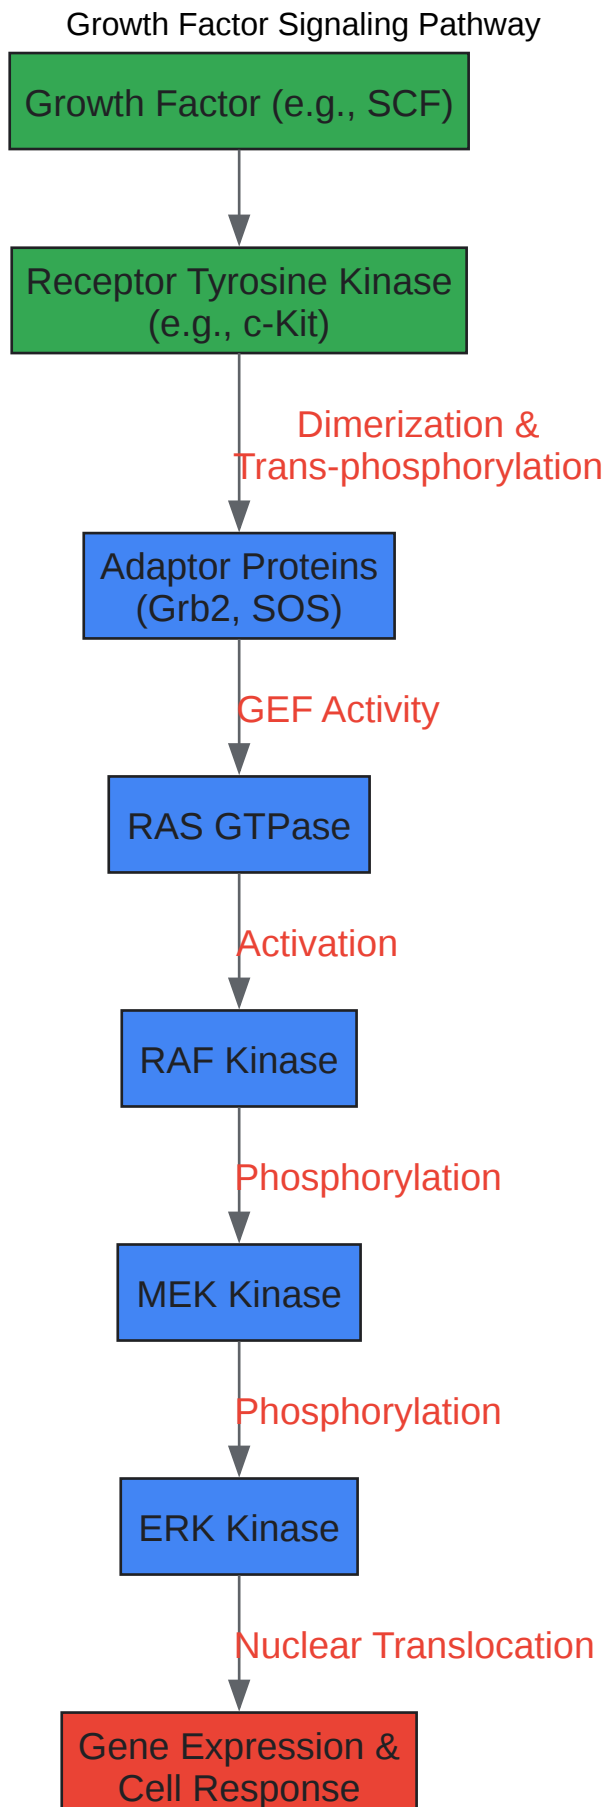 Growth Factor Signaling Pathway
Growth Factor (e.g., SCF)
Receptor Tyrosine Kinase
(e.g., c-Kit)
Dimerization &
Trans-phosphorylation
Adaptor Proteins
(Grb2, SOS)
GEF Activity
RAS GTPase
Activation
RAF Kinase
Phosphorylation
MEK Kinase
Phosphorylation
ERK Kinase
Nuclear Translocation
Gene Expression &
Cell Response